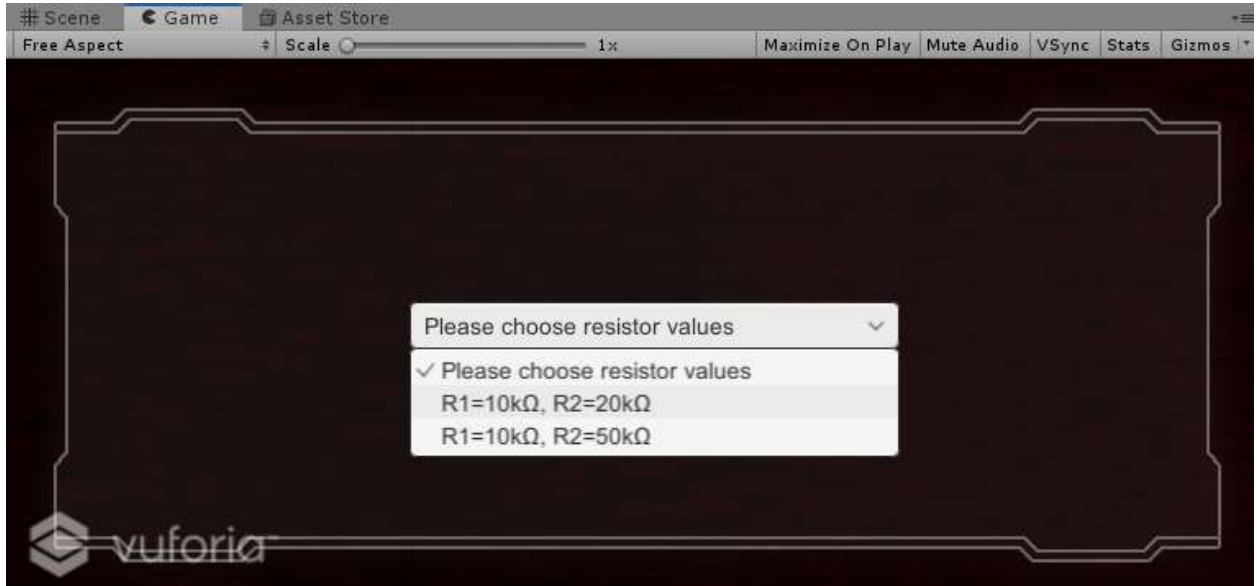 Scene Game Asset Store
Free Aspect Scale 1x Maximize On Play Mute Audio VSync Stats Gizmos
Please choose resistor values
✓ Please choose resistor values
R1=10kΩ, R2=20kΩ
R1=10kΩ, R2=50kΩ
vuforia™